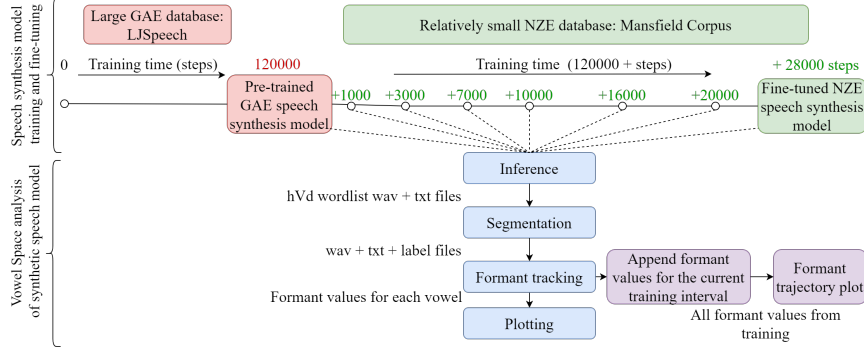 Speech synthesis model
training and fine-tuning
Large GAE database:
LJSpeech
Relatively small NZE database: Mansfield Corpus
0
Training time (steps)
120000
Training time (120000 + steps)
+ 28000 steps
Pre-trained
GAE speech
synthesis model
+1000
+3000
+7000
+10000
+16000
+20000
Fine-tuned NZE
speech synthesis
model
Vowel Space analysis
of synthetic speech model
Inference
hVd wordlist wav + txt files
Segmentation
wav + txt + label files
Formant tracking
Append formant
values for the current
training interval
Formant
trajectory plot
Formant values for each vowel
All formant values from
training
Plotting